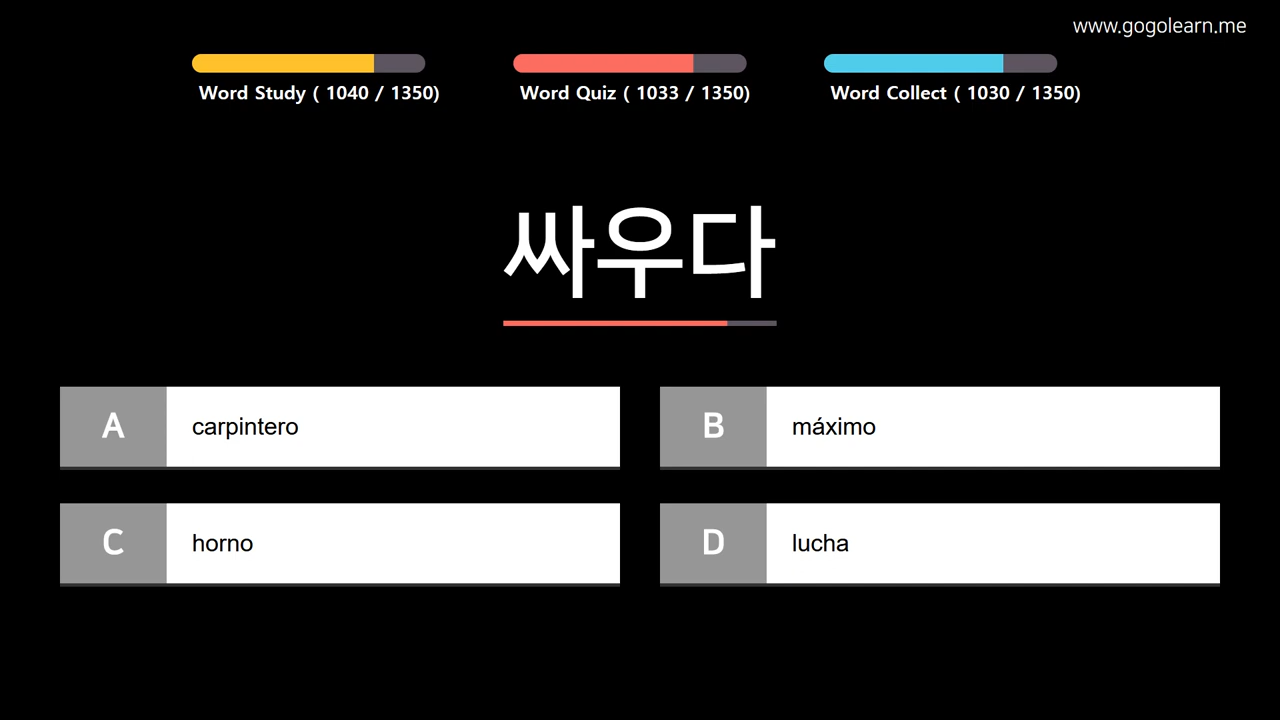 www.gogolearn.me
Word Study ( 1040 / 1350)
Word Quiz ( 1033 / 1350)
Word Collect ( 1030 / 1350)
싸우다
A carpintero
B máximo
C horno
D lucha